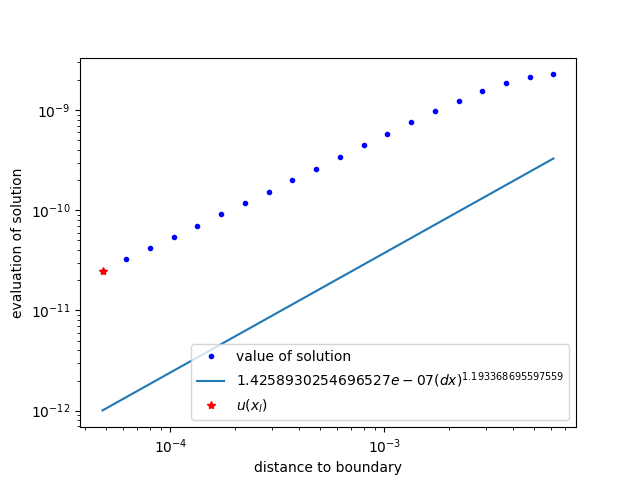 evaluation of solution
10⁻⁹
10⁻¹⁰
10⁻¹¹
10⁻¹²
value of solution
1.4258930254696527e − 07(dx)^1.193368695597559
u(x_l)
10⁻⁴
10⁻³
distance to boundary